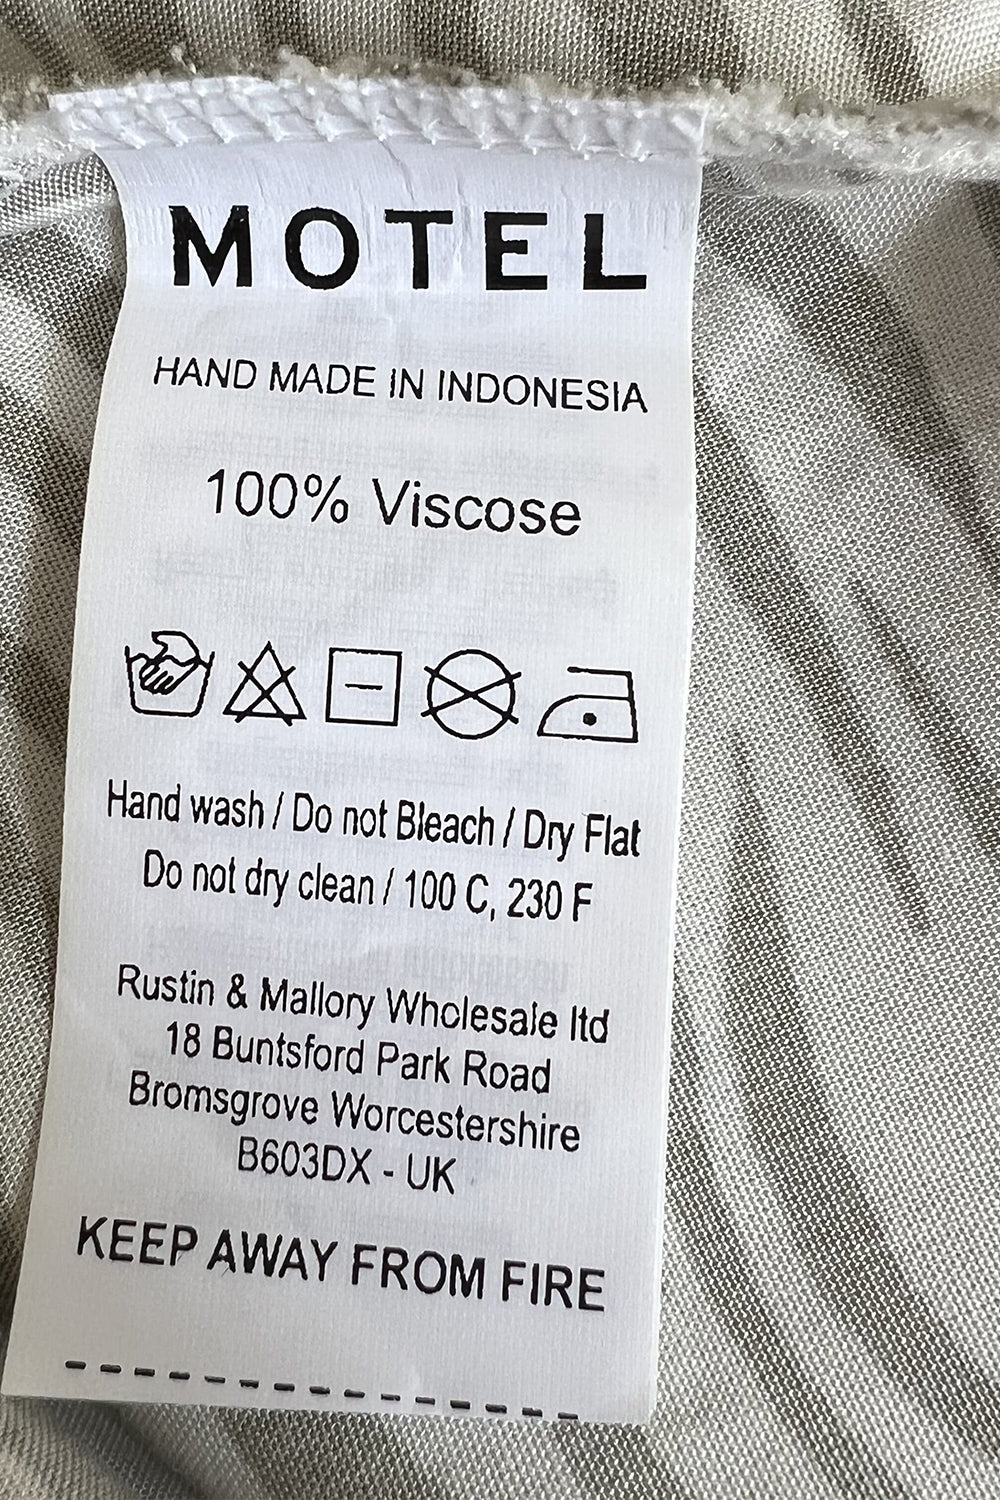 MOTEL
HAND MADE IN INDONESIA
100% Viscose
Hand wash / Do not Bleach / Dry Flat
Do not dry clean / 100 C, 230 F
Rustin & Mallory Wholesale ltd
18 Buntsford Park Road
Bromsgrove Worcestershire
B603DX - UK
KEEP AWAY FROM FIRE